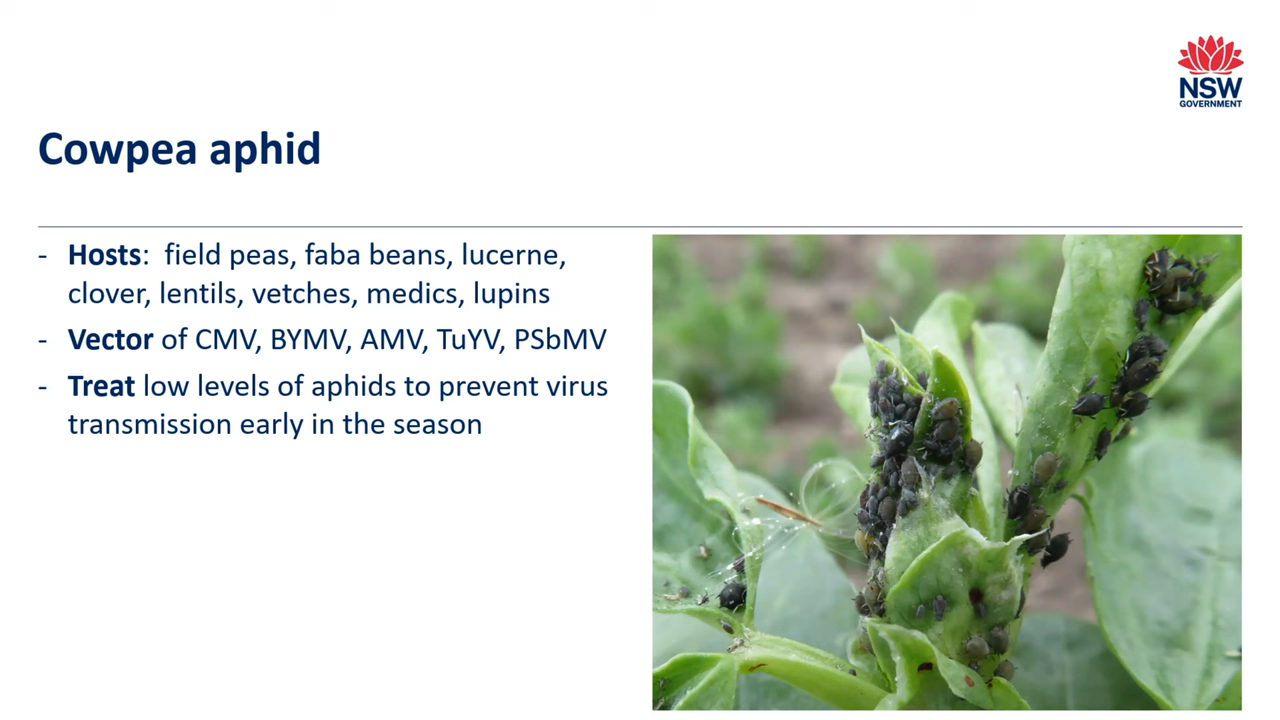 NSW
GOVERNMENT
Cowpea aphid
- Hosts:  field peas, faba beans, lucerne,
clover, lentils, vetches, medics, lupins
- Vector of CMV, BYMV, AMV, TuYV, PSbMV
- Treat low levels of aphids to prevent virus
transmission early in the season